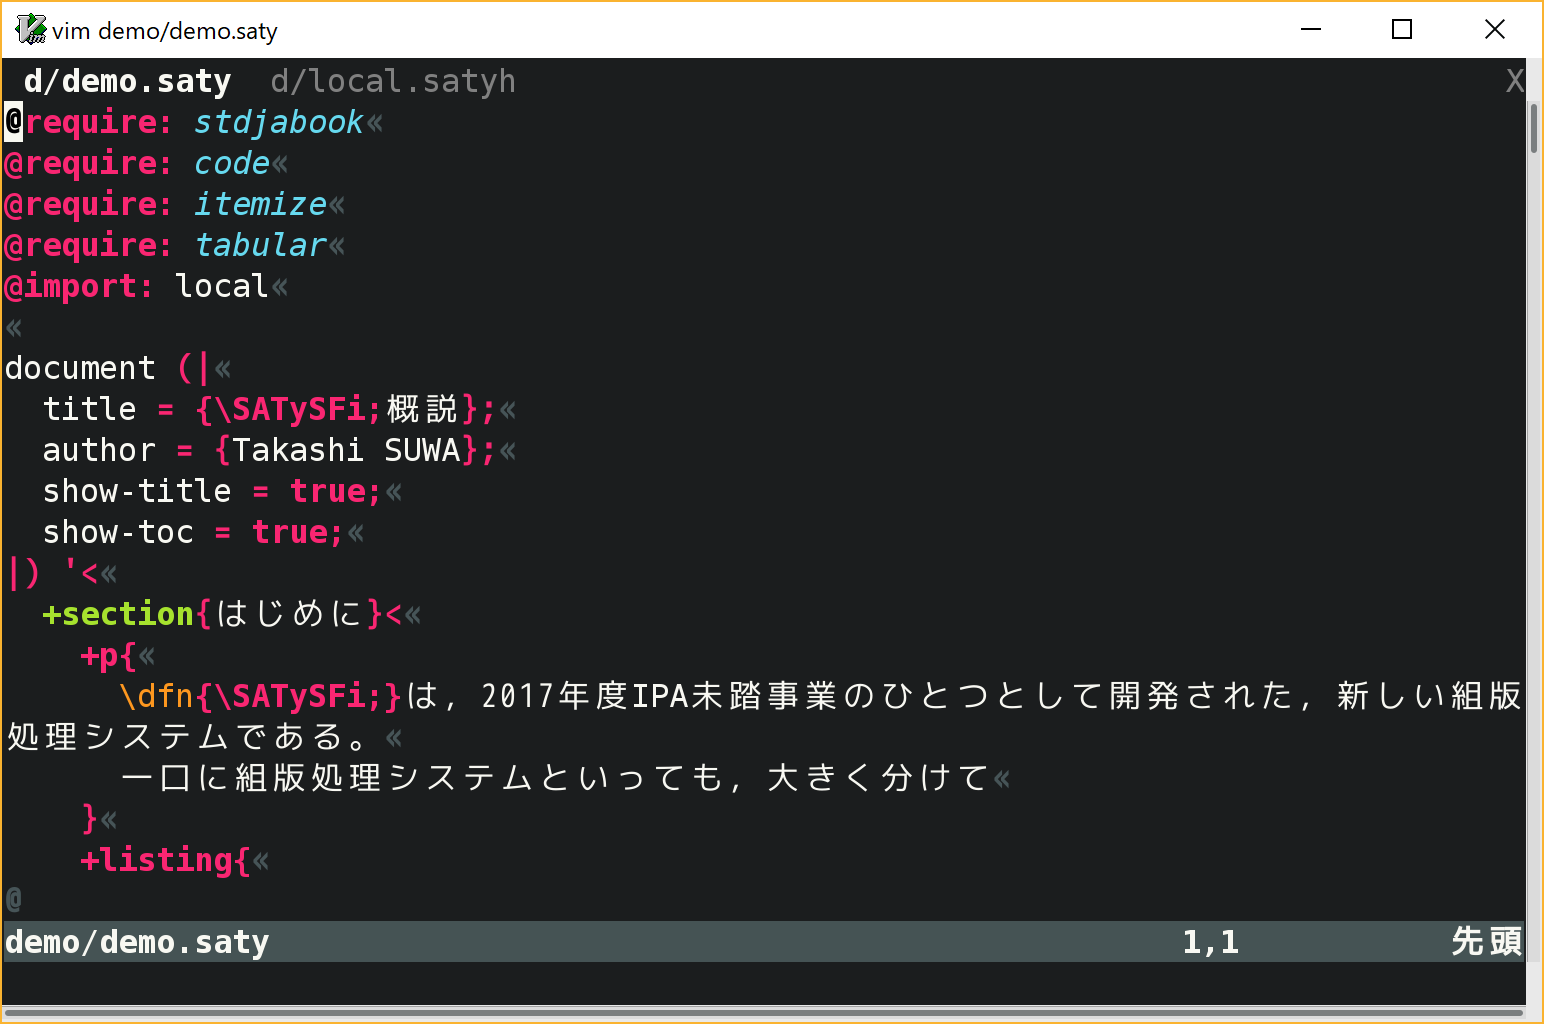 vim demo/demo.saty
d/demo.saty d/local.satyh X
@require: stdjabook«
@require: code«
@require: itemize«
@require: tabular«
@import: local«
«
document (|«
  title = {\SATySFi;概説};«
  author = {Takashi SUWA};«
  show-title = true;«
  show-toc = true;«
|) '<«
  +section{はじめに}<«
    +p{«
      \dfn{\SATySFi;}は，2017年度IPA未踏事業のひとつとして開発された，新しい組版
処理システムである。«
      一口に組版処理システムといっても，大きく分けて«
    }«
    +listing{«
@
demo/demo.saty 1,1 先頭